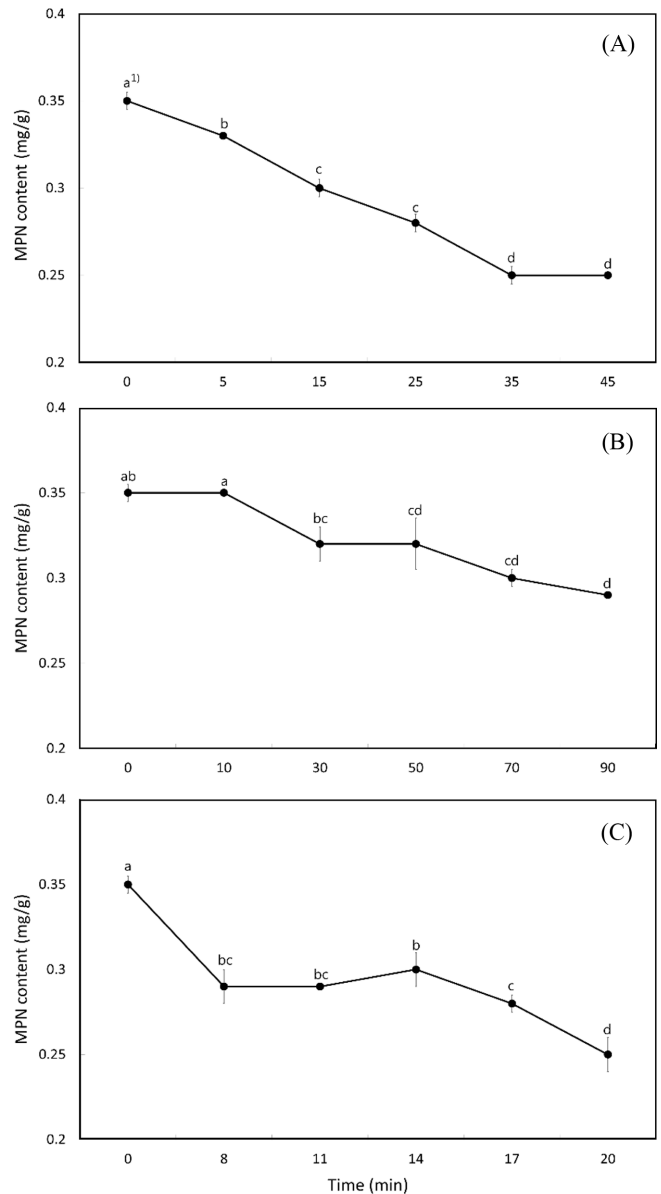 0.4
(A)
a¹⁾
0.35
b
c
0.3
c
d
d
0.25
0.2
MPN content (mg/g)
0 5 15 25 35 45
0.4
(B)
ab
a
0.35
bc
cd
cd
0.3
d
0.25
0.2
MPN content (mg/g)
0 10 30 50 70 90
0.4
(C)
a
0.35
bc
bc
b
0.3
c
d
0.25
0.2
MPN content (mg/g)
0 8 11 14 17 20
Time (min)